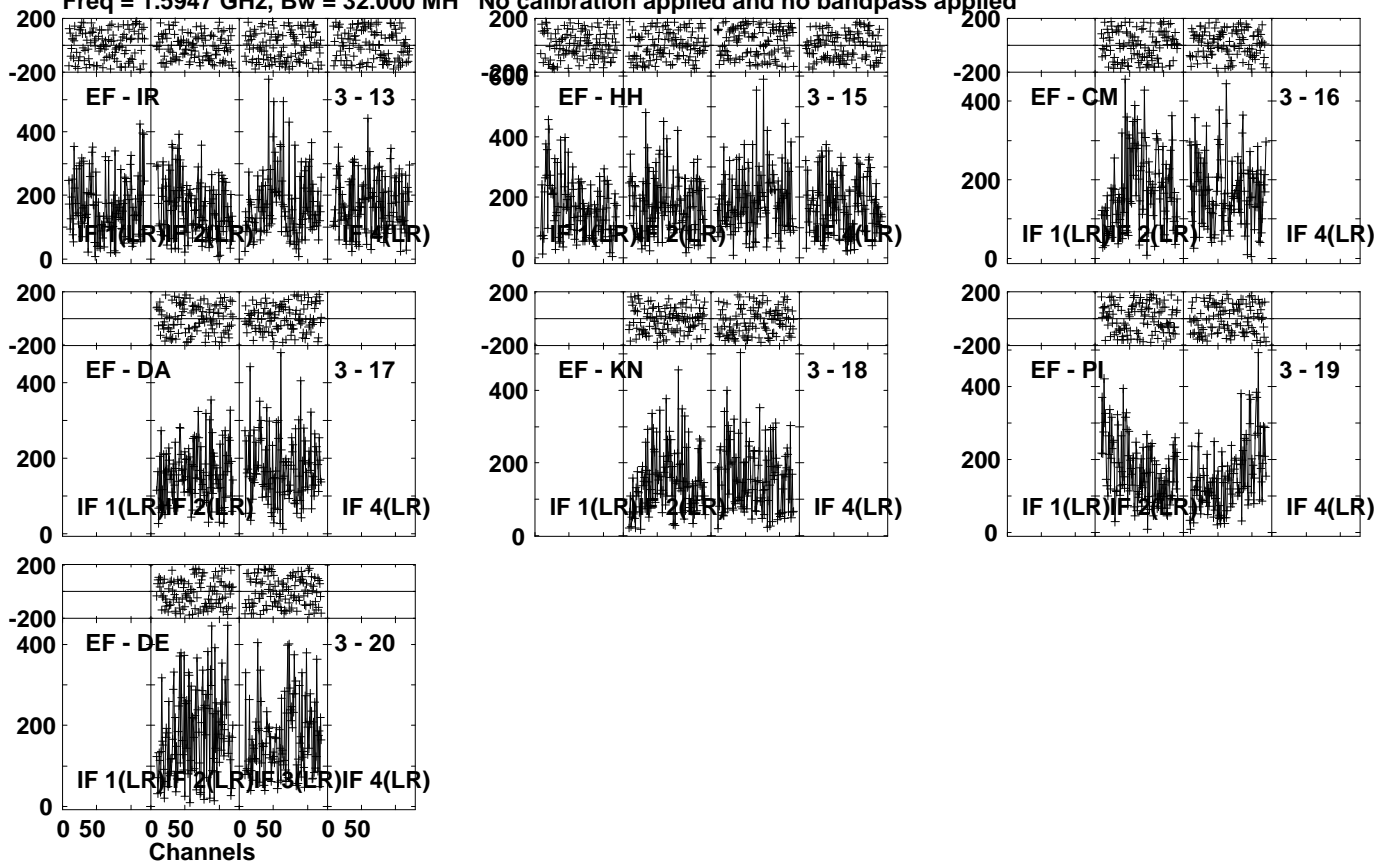 Freq = 1.5947 GHz, Bw = 32.000 MH No calibration applied and no bandpass applied
200
-200
EF - IR
3 - 13
400
200
0
IF 1(LR)
IF 2(LR)
IF 4(LR)
200
-200
600
EF - HH
3 - 15
400
200
0
IF 1(LR)
IF 2(LR)
IF 4(LR)
200
-200
EF - CM
3 - 16
400
200
0
IF 1(LR)
IF 2(LR)
IF 4(LR)
200
-200
EF - DA
3 - 17
400
200
0
IF 1(LR)
IF 2(LR)
IF 4(LR)
200
-200
EF - KN
3 - 18
400
200
0
IF 1(LR)
IF 2(LR)
IF 4(LR)
200
-200
EF - PI
3 - 19
400
200
0
IF 1(LR)
IF 2(LR)
IF 4(LR)
200
-200
EF - DE
3 - 20
400
200
0
IF 1(LR)
IF 2(LR)
IF 3(LR)
IF 4(LR)
0 50 0 50 0 50 0 50
Channels